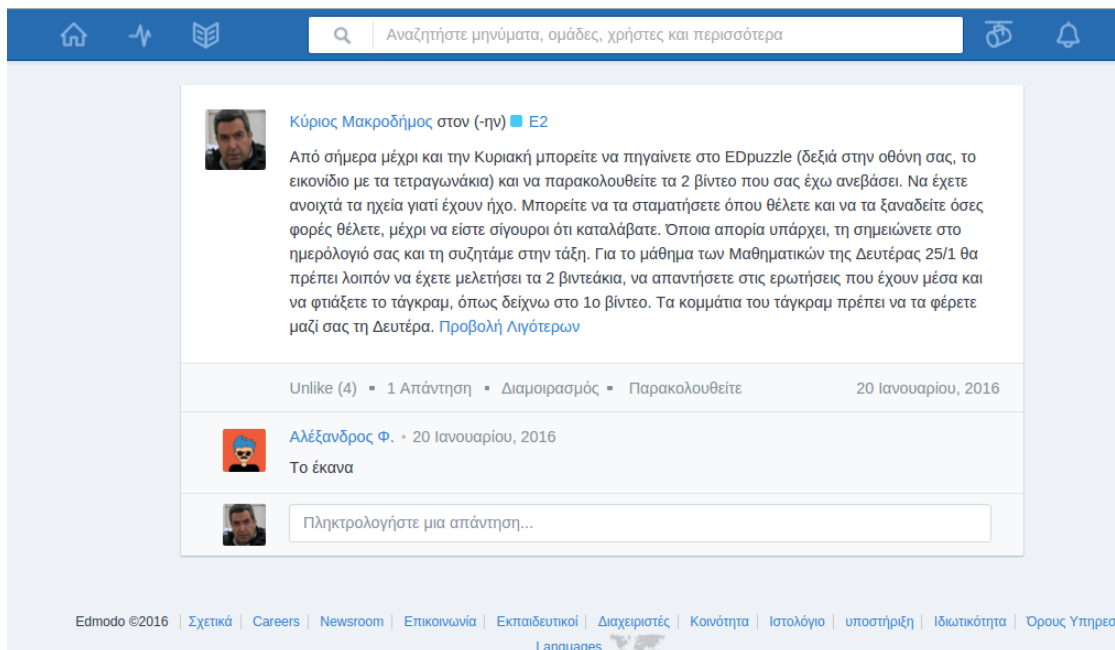 Αναζητήστε μηνύματα, ομάδες, χρήστες και περισσότερα
Κύριος Μακροδήμος στον (-ην) Ε2
Από σήμερα μέχρι και την Κυριακή μπορείτε να πηγαίνετε στο EDpuzzle (δεξιά στην οθόνη σας, το
εικονίδιο με τα τετραγωνάκια) και να παρακολουθείτε τα 2 βίντεο που σας έχω ανεβάσει. Να έχετε
ανοιχτά τα ηχεία γιατί έχουν ήχο. Μπορείτε να τα σταματήσετε όπου θέλετε και να τα ξαναδείτε όσες
φορές θέλετε, μέχρι να είστε σίγουροι ότι καταλάβατε. Όποια απορία υπάρχει, τη σημειώνετε στο
ημερόλογιό σας και τη συζητάμε στην τάξη. Για το μάθημα των Μαθηματικών της Δευτέρας 25/1 θα
πρέπει λοιπόν να έχετε μελετήσει τα 2 βιντεάκια, να απαντήσετε στις ερωτήσεις που έχουν μέσα και
να φτιάξετε το τάγκραμ, όπως δείχνω στο 1ο βίντεο. Τα κομμάτια του τάγκραμ πρέπει να τα φέρετε
μαζί σας τη Δευτέρα. Προβολή Λιγότερων
Unlike (4) ▪ 1 Απάντηση ▪ Διαμοιρασμός ▪ Παρακολουθείτε 20 Ιανουαρίου, 2016
Αλέξανδρος Φ. • 20 Ιανουαρίου, 2016
Το έκανα
Πληκτρολογήστε μια απάντηση...
Edmodo ©2016 | Σχετικά | Careers | Newsroom | Επικοινωνία | Εκπαιδευτικοί | Διαχειριστές | Κοινότητα | Ιστολόγιο | υποστήριξη | Ιδιωτικότητα | Όρους Υπηρεσ
Languages